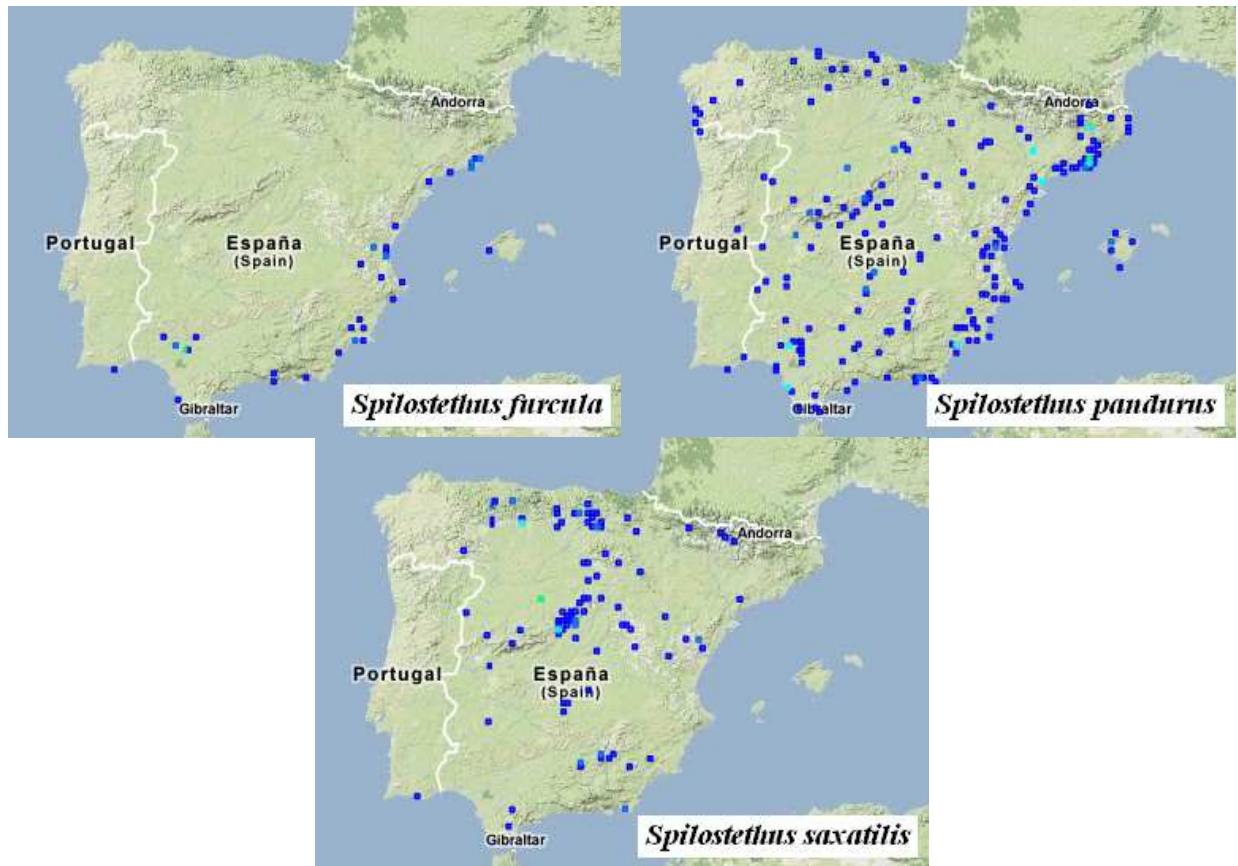 Andorra
Portugal
España
(Spain)
Gibraltar
Spilostethus furcula
Andorra
Portugal
España
(Spain)
Gibraltar
Spilostethus pandurus
Andorra
Portugal
España
(Spain)
Gibraltar
Spilostethus saxatilis